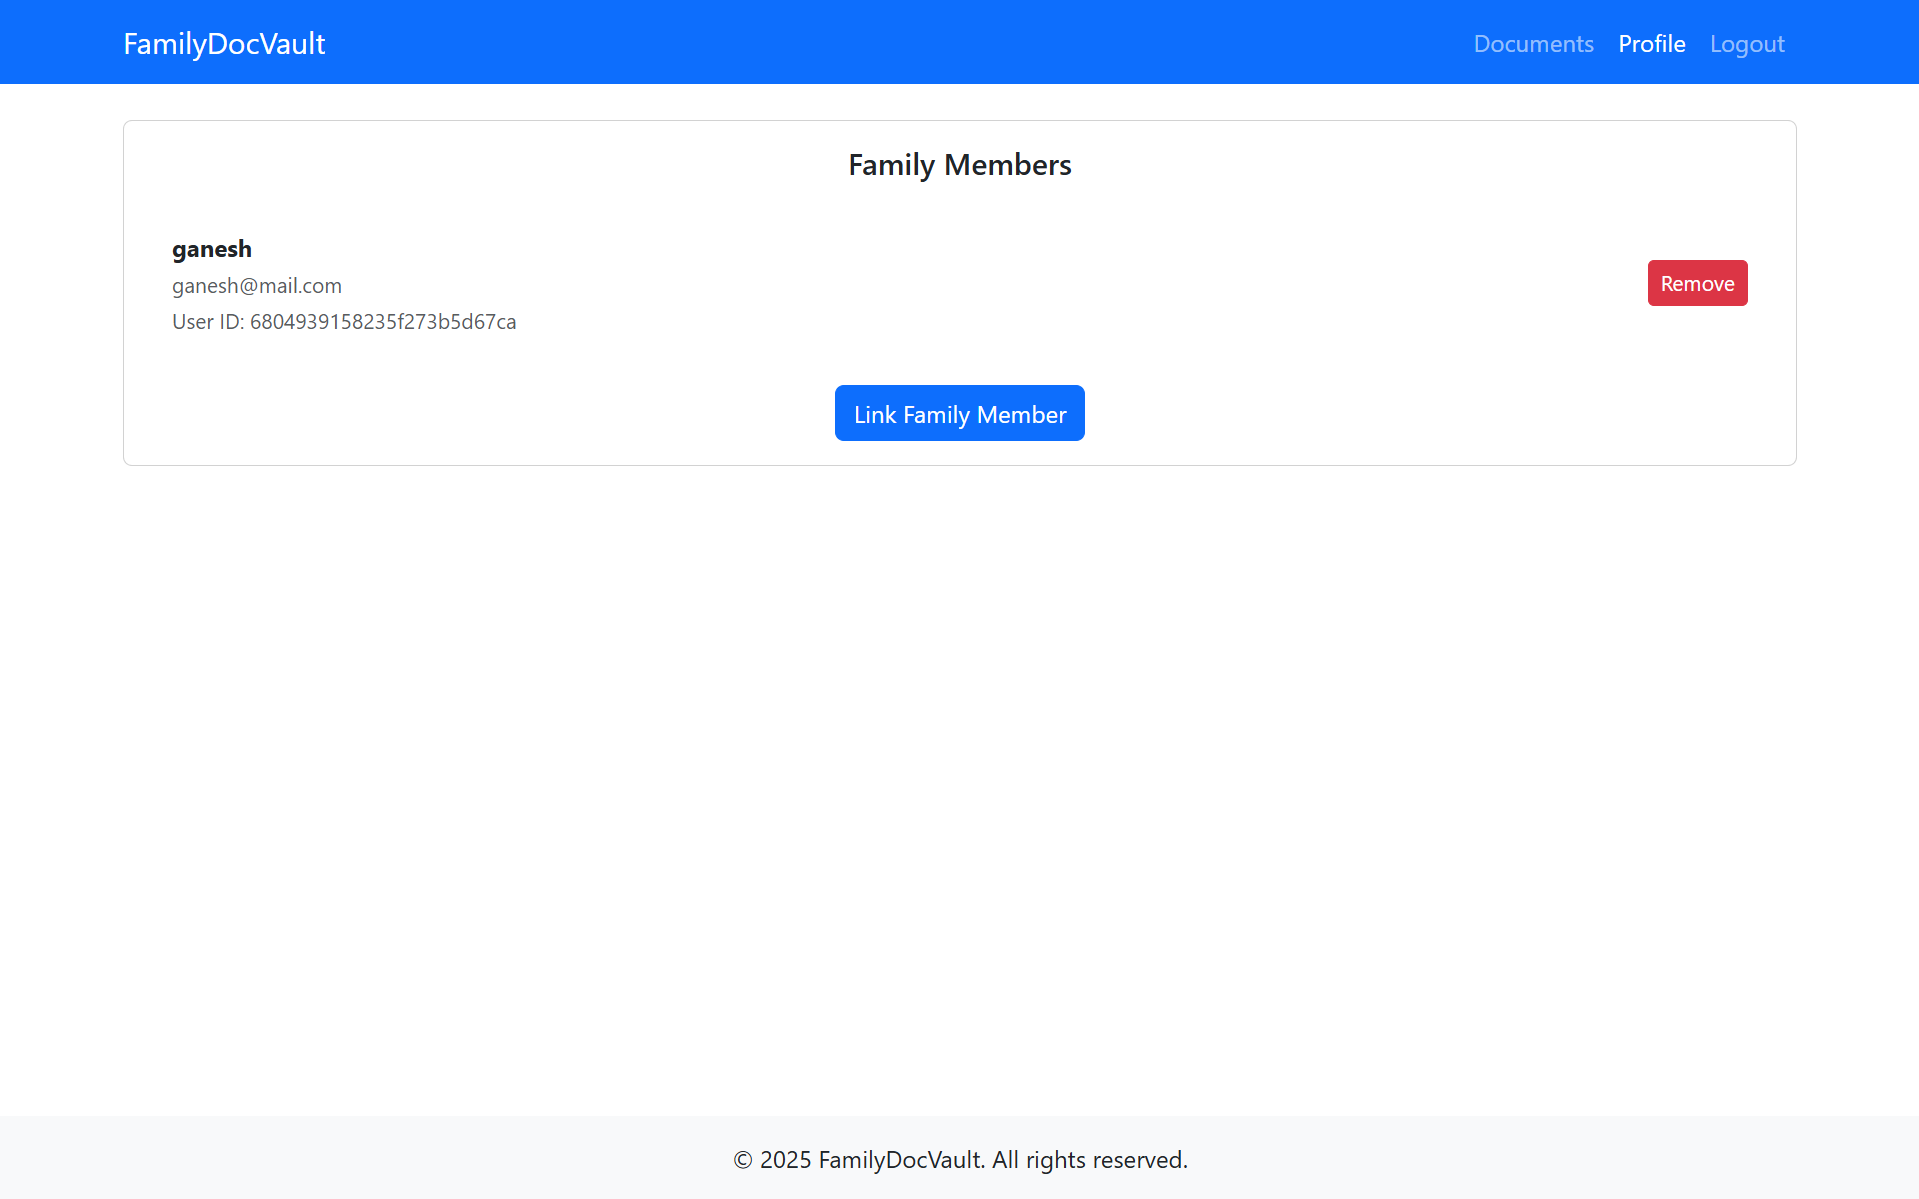 FamilyDocVault
Documents Profile Logout
Family Members
ganesh
ganesh@mail.com
User ID: 6804939158235f273b5d67ca
Remove
Link Family Member
© 2025 FamilyDocVault. All rights reserved.